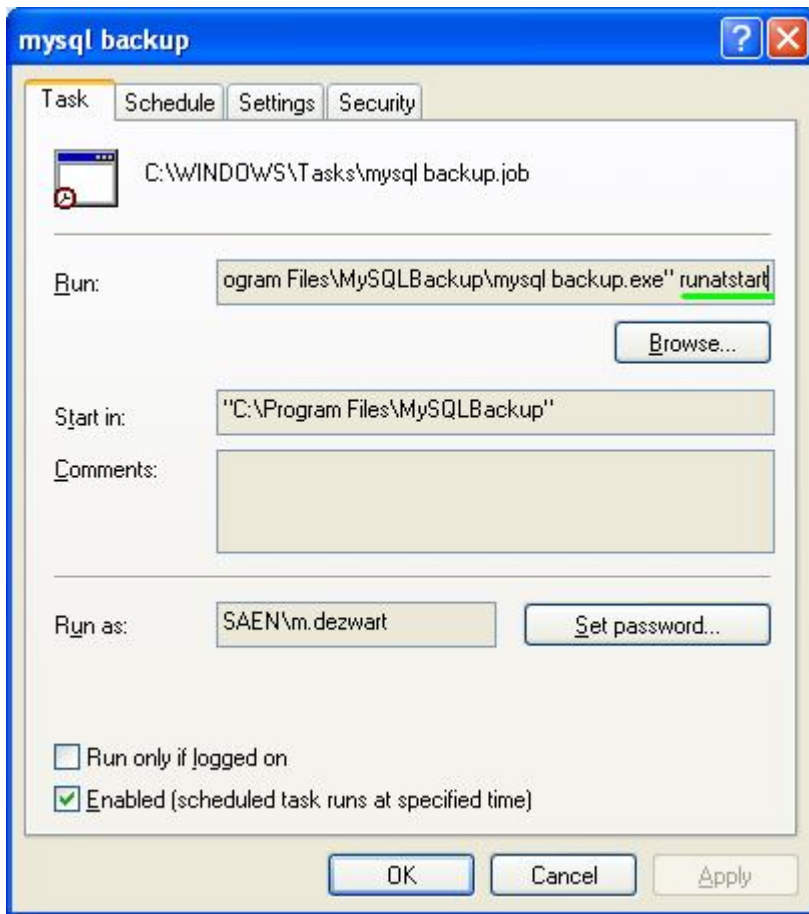 mysql backup
Task Schedule Settings Security
C:\WINDOWS\Tasks\mysql backup.job
Run: ogram Files\MySQLBackup\mysql backup.exe" runatstart
Browse...
Start in: "C:\Program Files\MySQLBackup"
Comments:
Run as: SAEN\m.dezwart Set password...
Run only if logged on
Enabled (scheduled task runs at specified time)
OK Cancel Apply